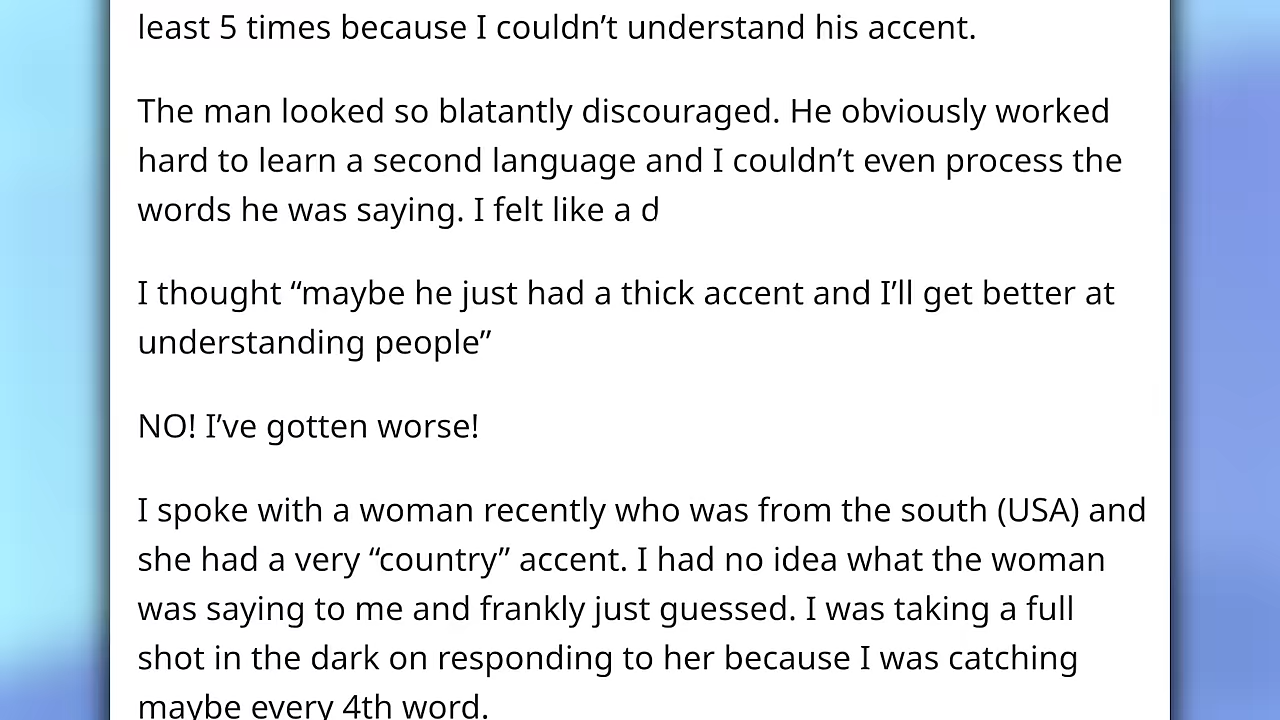 least 5 times because I couldn’t understand his accent.
The man looked so blatantly discouraged. He obviously worked
hard to learn a second language and I couldn’t even process the
words he was saying. I felt like a d
I thought “maybe he just had a thick accent and I’ll get better at
understanding people”
NO! I’ve gotten worse!
I spoke with a woman recently who was from the south (USA) and
she had a very “country” accent. I had no idea what the woman
was saying to me and frankly just guessed. I was taking a full
shot in the dark on responding to her because I was catching
maybe every 4th word.